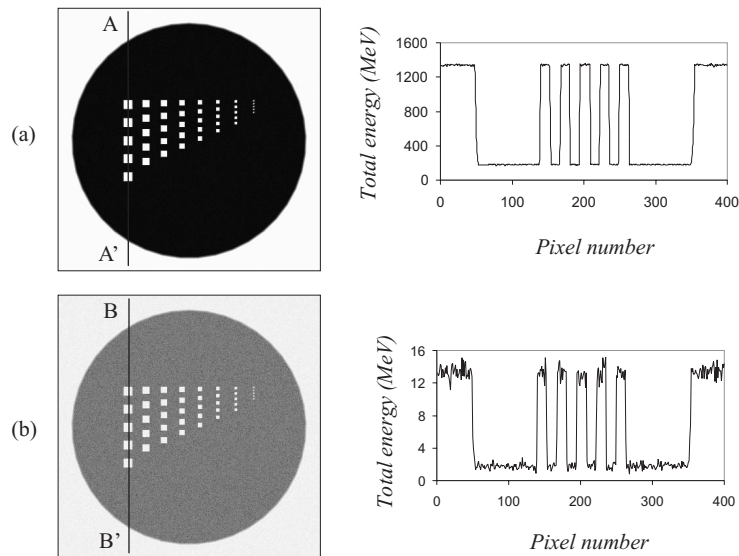 A
(a)
A'
Total energy (MeV)
1600
1200
800
400
0
0 100 200 300 400
Pixel number
B
(b)
B'
Total energy (MeV)
16
12
8
4
0
0 100 200 300 400
Pixel number